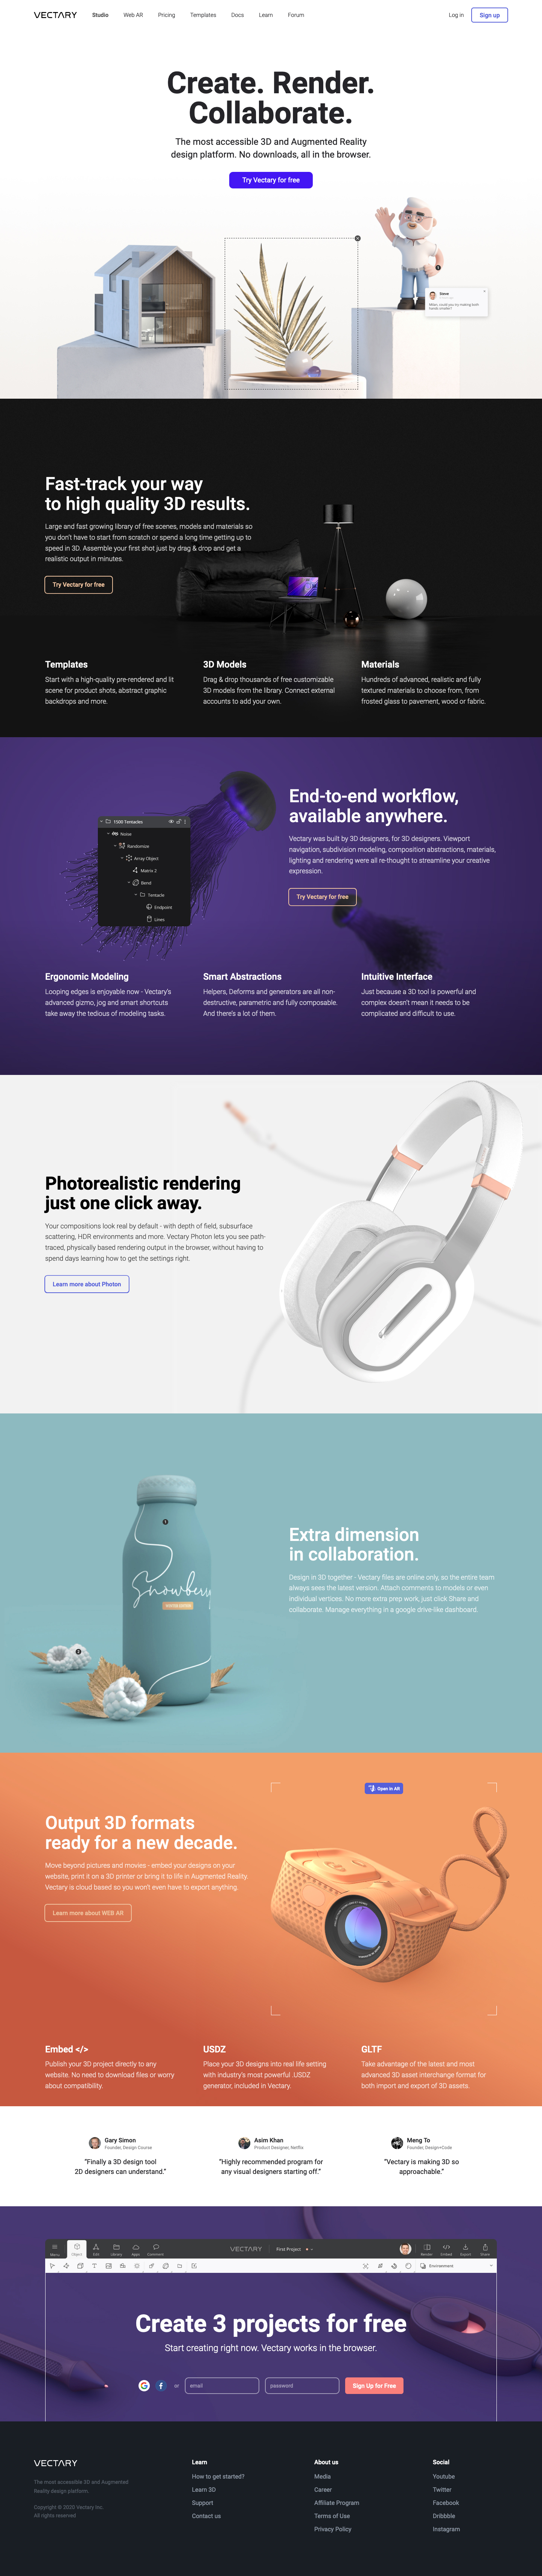 VECTARY Studio Web AR Pricing Templates Docs Learn Forum Log in Sign up
Create. Render.
Collaborate.
The most accessible 3D and Augmented Reality
design platform. No downloads, all in the browser.
Try Vectary for free
Steve
Milan, could you try making both
hands smaller?
Fast-track your way
to high quality 3D results.
Large and fast growing library of free scenes, models and materials so
you don't have to start from scratch or spend a long time getting up to
speed in 3D. Assemble your first shot just by drag & drop and get a
realistic output in minutes.
Try Vectary for free
Templates
Start with a high-quality pre-rendered and lit
scene for product shots, abstract graphic
backdrops and more.
3D Models
Drag & drop thousands of free customizable
3D models from the library. Connect external
accounts to add your own.
Materials
Hundreds of advanced, realistic and fully
textured materials to choose from, from
frosted glass to pavement, wood or fabric.
1500 Tentacles
Noise
Randomize
Array Object
Matrix 2
Bend
Tentacle
Endpoint
Lines
End-to-end workflow,
available anywhere.
Vectary was built by 3D designers, for 3D designers. Viewport
navigation, subdivision modeling, composition abstractions, materials,
lighting and rendering were all re-thought to streamline your creative
expression.
Try Vectary for free
Ergonomic Modeling
Looping edges is enjoyable now - Vectary's
advanced gizmo, jog and smart shortcuts
take away the tedious of modeling tasks.
Smart Abstractions
Helpers, Deforms and generators are all non-
destructive, parametric and fully composable.
And there's a lot of them.
Intuitive Interface
Just because a 3D tool is powerful and
complex doesn't mean it needs to be
complicated and difficult to use.
Photorealistic rendering
just one click away.
Your compositions look real by default - with depth of field, subsurface
scattering, HDR environments and more. Vectary Photon lets you see path-
traced, physically based rendering output in the browser, without having to
spend days learning how to get the settings right.
Learn more about Photon
1
Snowberry
2
Extra dimension
in collaboration.
Design in 3D together - Vectary files are online only, so the entire team
always sees the latest version. Attach comments to models or even
individual vertices. No more extra prep work, just click Share and
collaborate. Manage everything in a google drive-like dashboard.
Output 3D formats
ready for a new decade.
Move beyond pictures and movies - embed your designs on your
website, print it on a 3D printer or bring it to life in Augmented Reality.
Vectary is cloud based so you won't even have to export anything.
Learn more about WEB AR
Open in AR
Embed </>
Publish your 3D project directly to any
website. No need to download files or worry
about compatibility.
USDZ
Place your 3D designs into real life setting
with industry's most powerful .USDZ
generator, included in Vectary.
GLTF
Take advantage of the latest and most
advanced 3D asset interchange format for
both import and export of 3D assets.
Gary Simon
Founder, Design Course
"Finally a 3D design tool
2D designers can understand."
Asim Khan
Product Designer, Netflix
"Highly recommended program for
any visual designers starting off."
Meng To
Founder, Design+Code
"Vectary is making 3D so
approachable."
Menu Object Edit Library Apps Comment VECTARY First Project Render Embed Export Share
Environment
Create 3 projects for free
Start creating right now. Vectary works in the browser.
or email password Sign Up for Free
VECTARY
The most accessible 3D and Augmented
Reality design platform.
Copyright © 2020 Vectary Inc.
All rights reserved
Learn
How to get started?
Learn 3D
Support
Contact us
About us
Media
Career
Affiliate Program
Terms of Use
Privacy Policy
Social
Youtube
Twitter
Facebook
Dribbble
Instagram